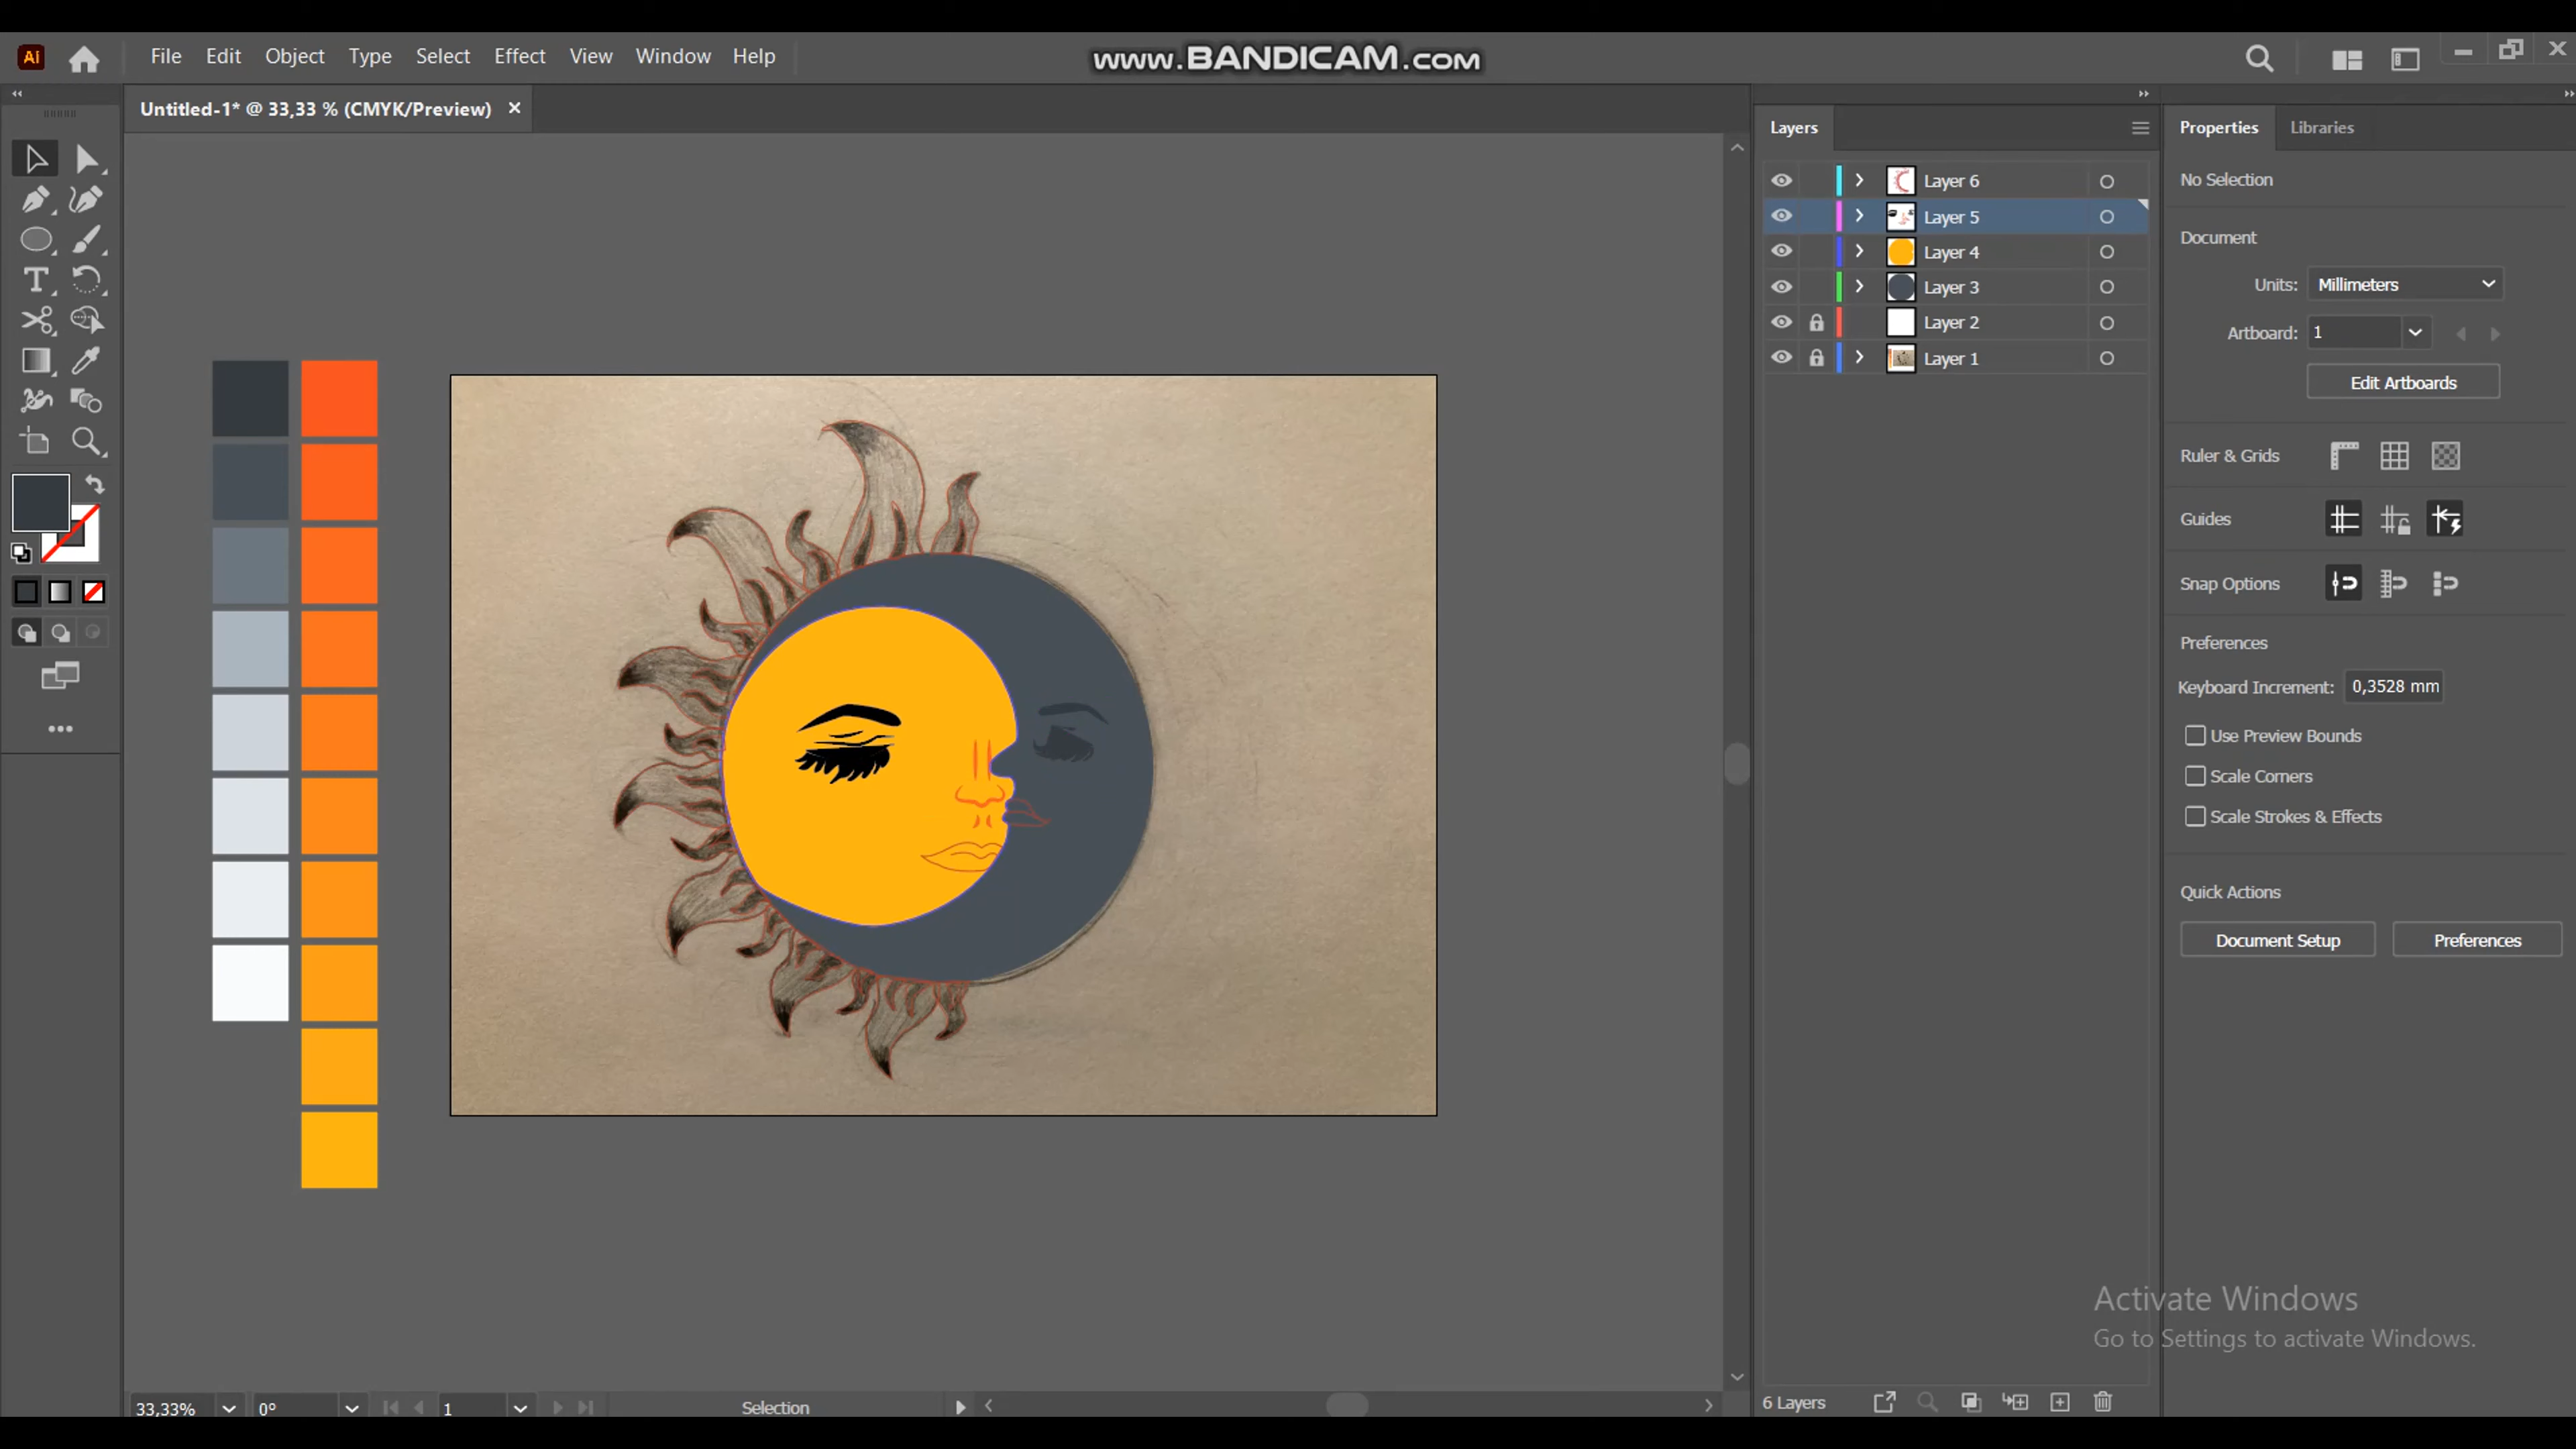 Ai
File Edit Object Type Select Effect View Window Help
www.BANDICAM.com
Untitled-1* @ 33,33 % (CMYK/Preview)
Layers
Layer 6
Layer 5
Layer 4
Layer 3
Layer 2
Layer 1
6 Layers
Properties Libraries
No Selection
Document
Units: Millimeters
Artboard: 1
Edit Artboards
Ruler & Grids
Guides
Snap Options
Preferences
Keyboard Increment: 0,3528 mm
Use Preview Bounds
Scale Corners
Scale Strokes & Effects
Quick Actions
Document Setup Preferences
Activate Windows
Go to Settings to activate Windows.
33,33% 0° 1 Selection